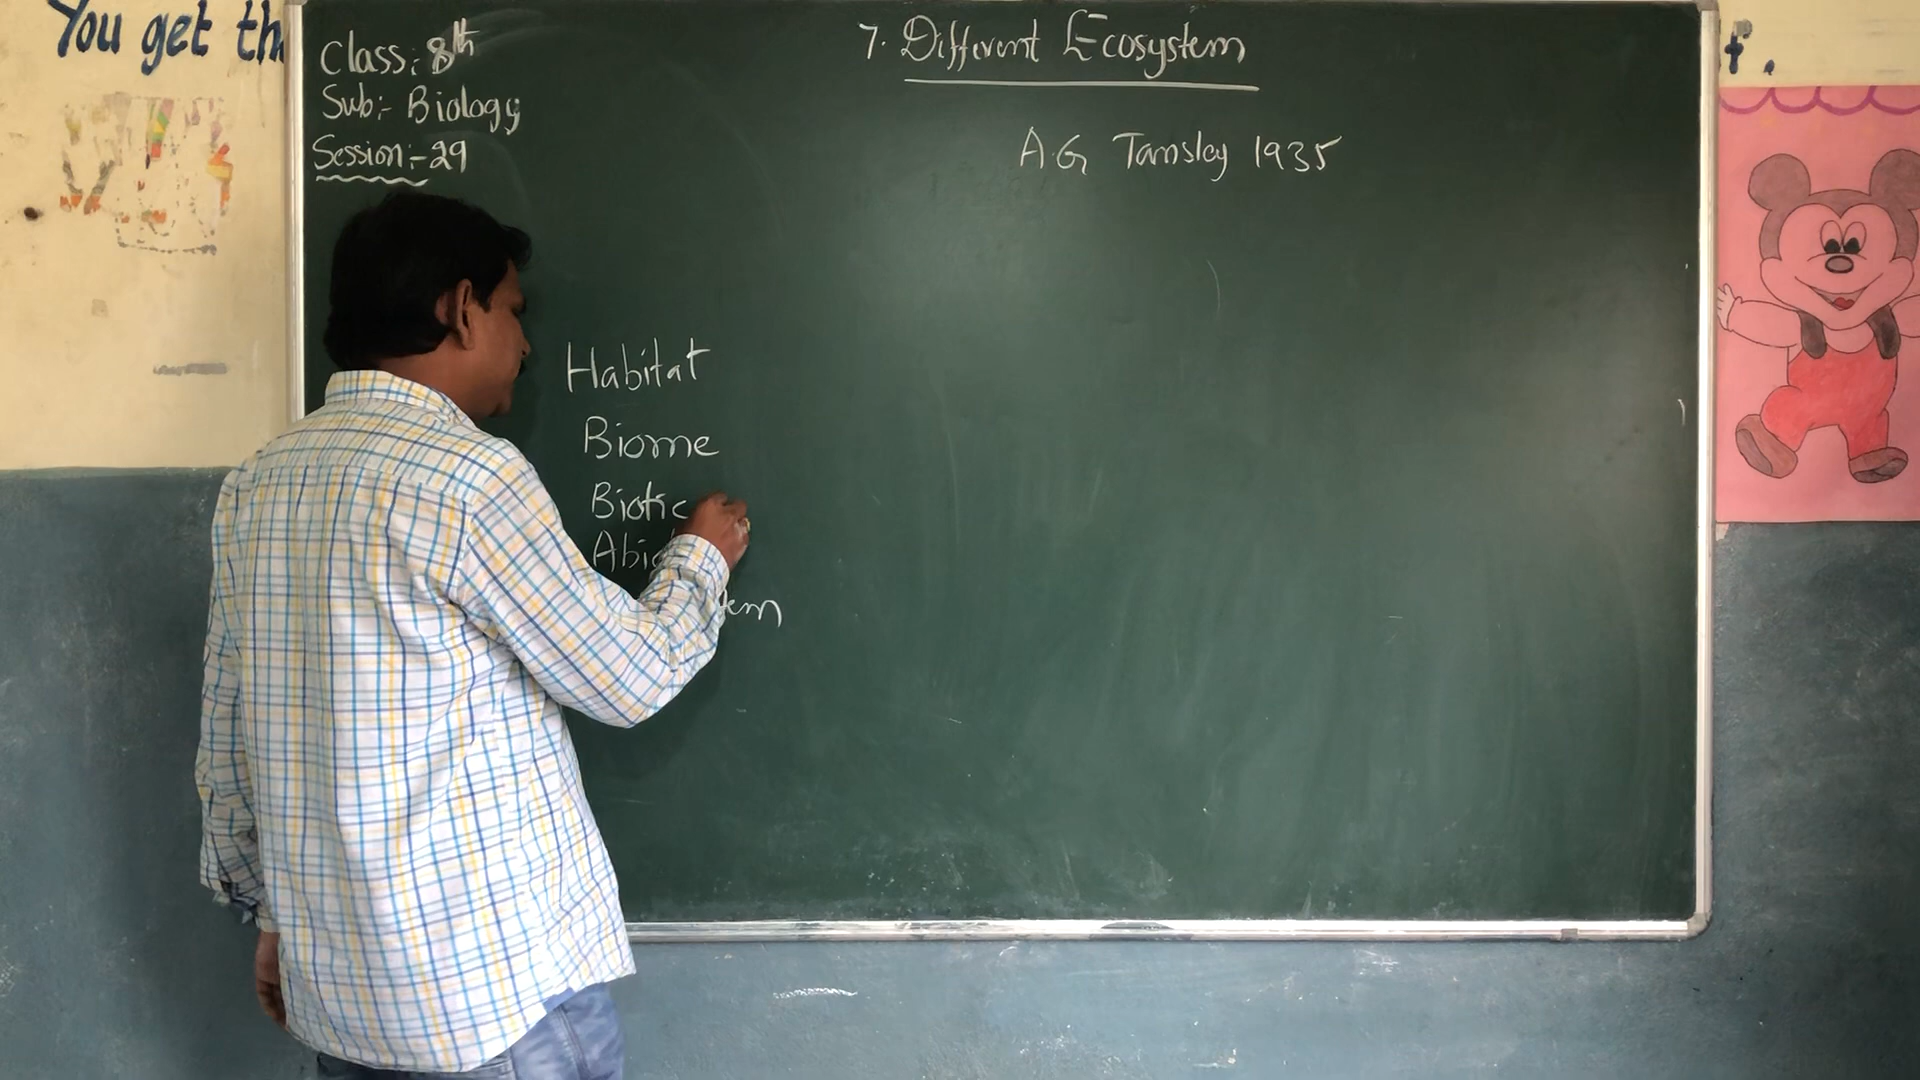 You get th
Class: 8th
Sub:- Biology
Session:- 29
7. Different Ecosystem
A.G Tansley 1935
Habitat
Biome
Biotic